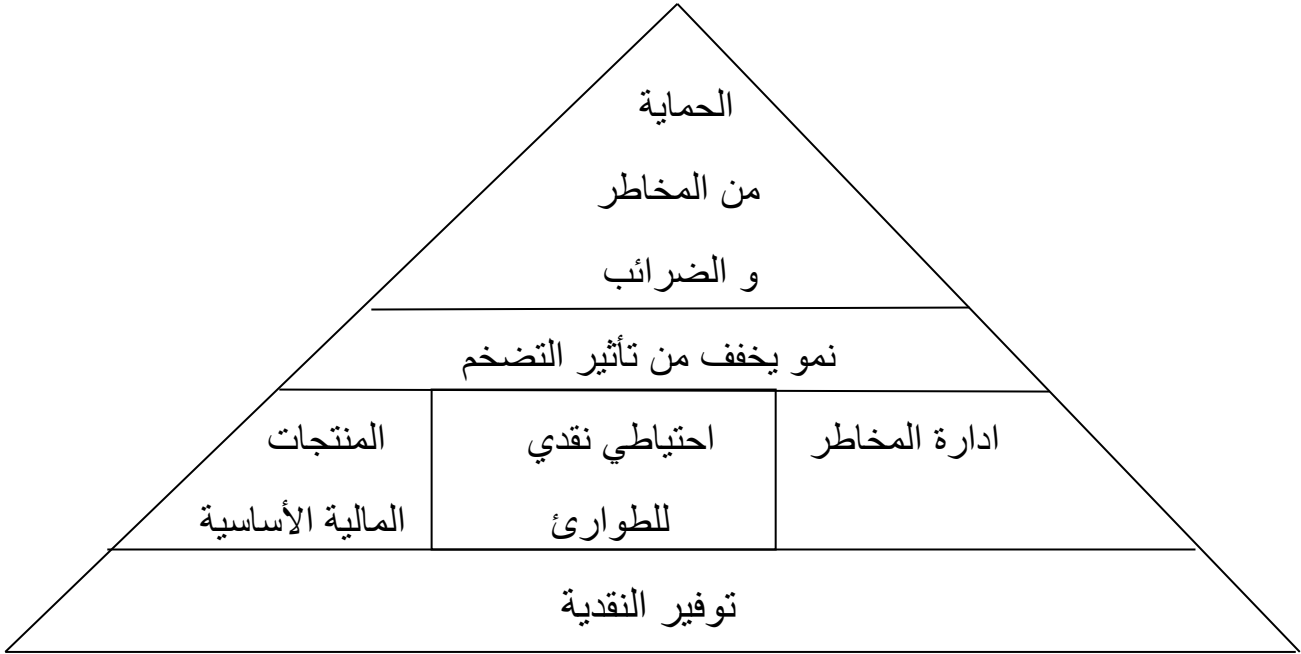 الحماية
من المخاطر
و الضرائب
نمو يخفف من تأثير التضخم
ادارة المخاطر
احتياطي نقدي
للطوارئ
المنتجات
المالية الأساسية
توفير النقدية